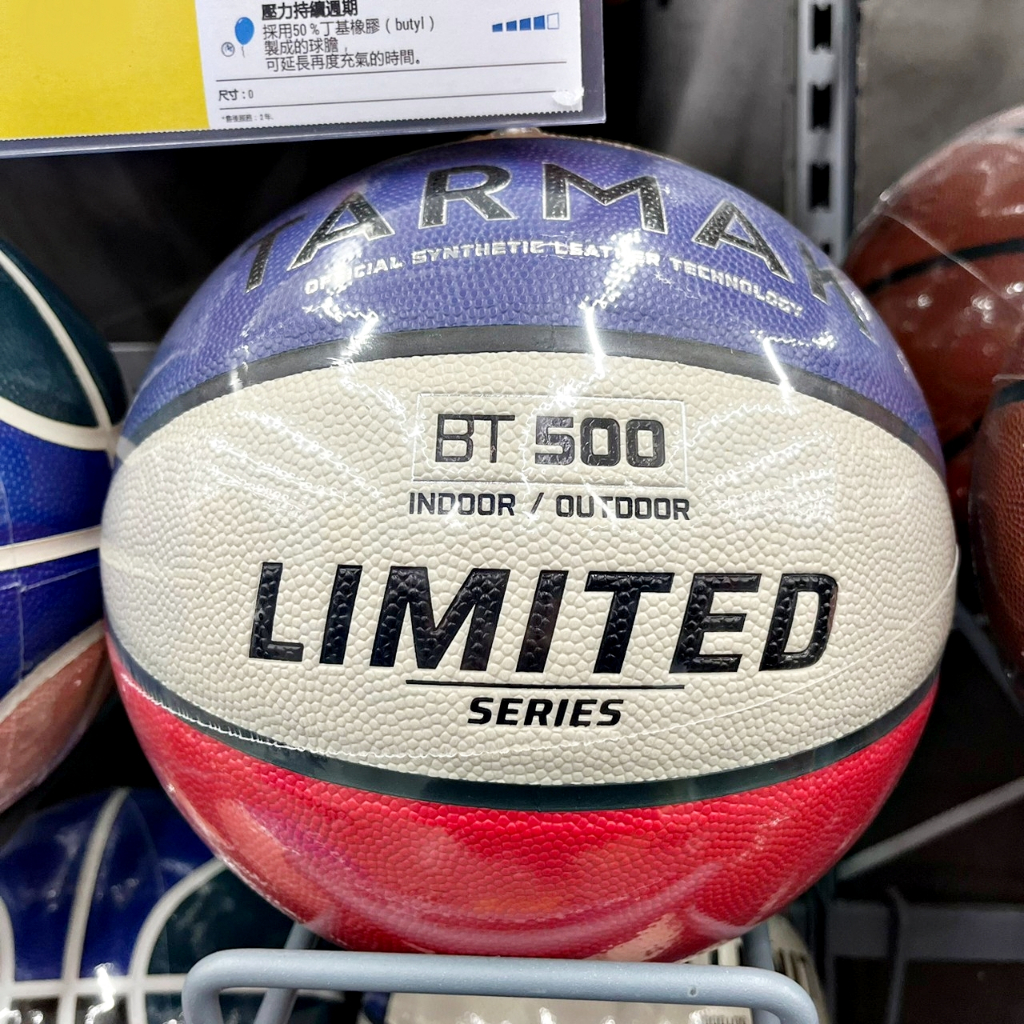 壓力持續週期
採用50%丁基橡膠(butyl)
製成的球膽,
可延長再度充氣的時間。
尺寸:0
TARMAK
OFFICIAL SYNTHETIC LEATHER TECHNOLOGY
BT 500
INDOOR / OUTDOOR
LIMITED
SERIES